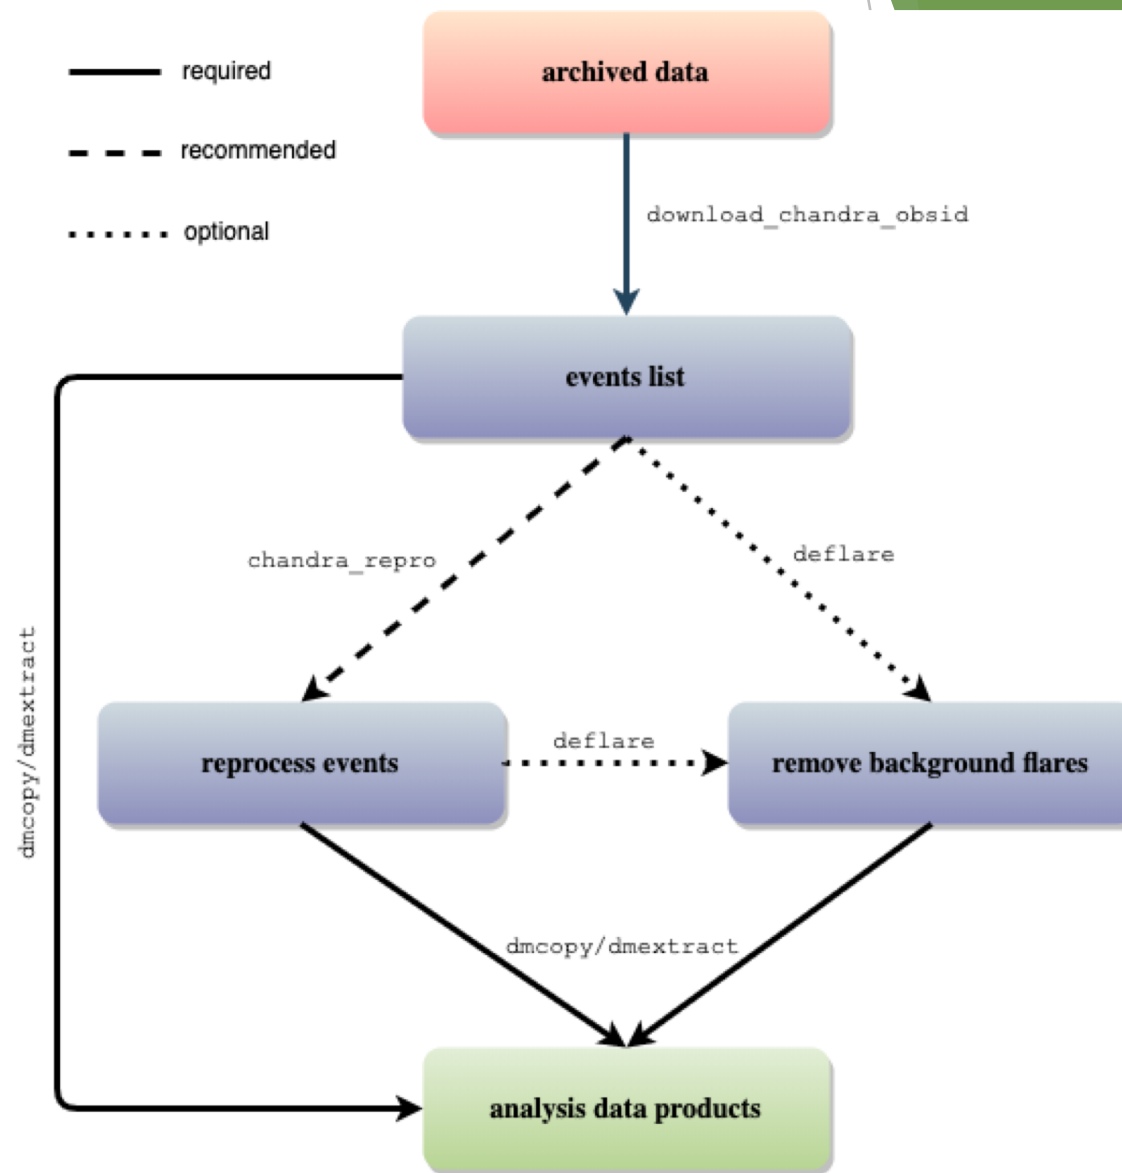 required
recommended
optional
archived data
download_chandra_obsid
events list
chandra_repro
deflare
dmcopy/dmextract
reprocess events
deflare
remove background flares
dmcopy/dmextract
analysis data products